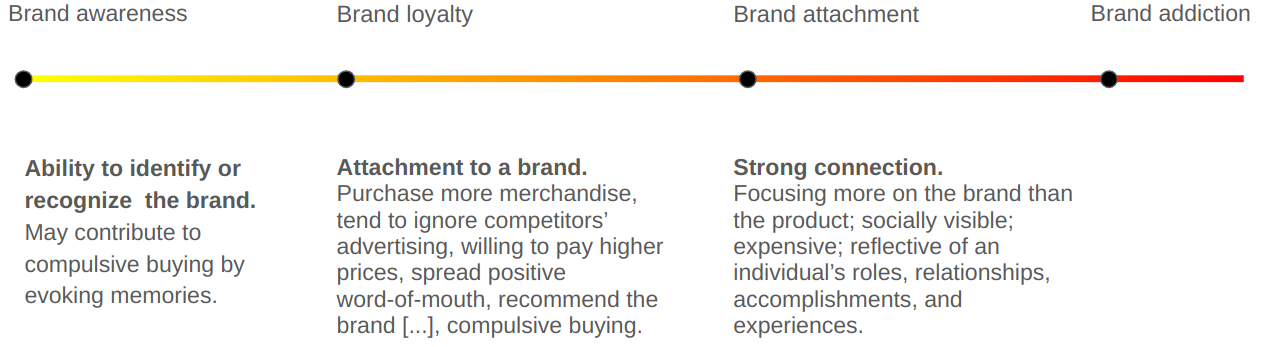 Brand awareness
Brand loyalty
Brand attachment
Brand addiction
Ability to identify or
recognize  the brand.
May contribute to
compulsive buying by
evoking memories.
Attachment to a brand.
Purchase more merchandise,
tend to ignore competitors’
advertising, willing to pay higher
prices, spread positive
word-of-mouth, recommend the
brand [...], compulsive buying.
Strong connection.
Focusing more on the brand than
the product; socially visible;
expensive; reflective of an
individual’s roles, relationships,
accomplishments, and
experiences.